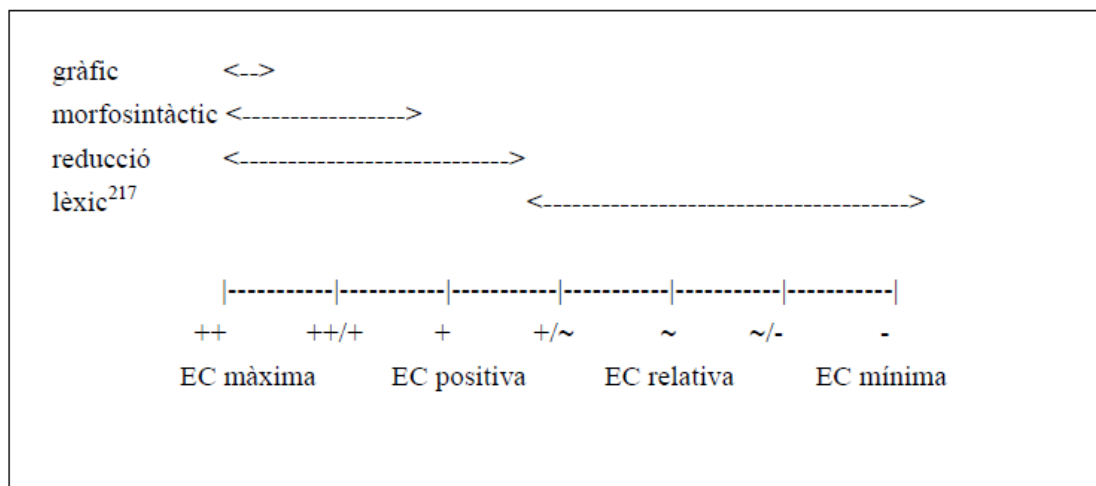 gràfic <--->
morfosintàctic <----------------->
reducció <--------------------------->
lèxic217 <------------------------------------->
|-----------|-----------|-----------|-----------|-----------|-----------|
++ ++/+ + +/~ ~ ~/- -
EC màxima EC positiva EC relativa EC mínima